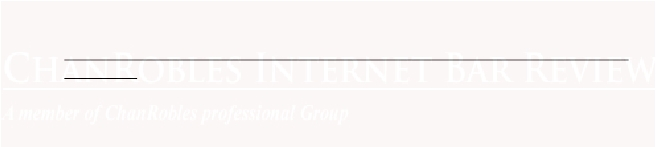 ChanRobles Internet Bar Review
A member of ChanRobles professional Group